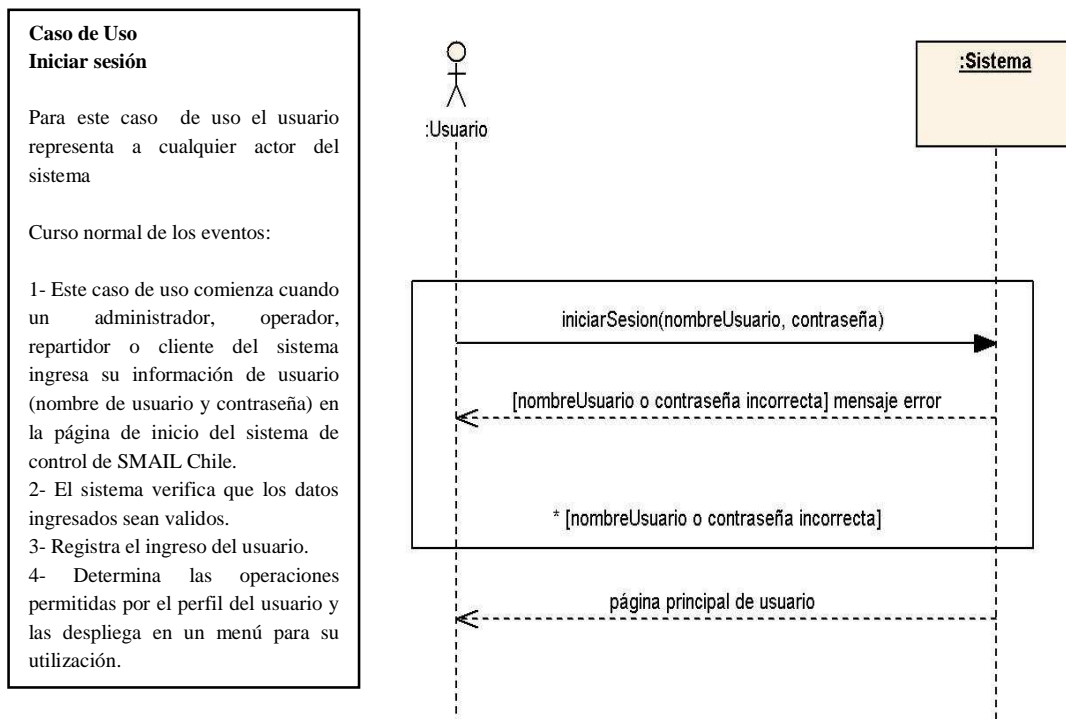 Caso de Uso
Iniciar sesión
Para este caso de uso el usuario
representa a cualquier actor del
sistema
Curso normal de los eventos:
1- Este caso de uso comienza cuando
un administrador, operador,
repartidor o cliente del sistema
ingresa su información de usuario
(nombre de usuario y contraseña) en
la página de inicio del sistema de
control de SMAIL Chile.
2- El sistema verifica que los datos
ingresados sean validos.
3- Registra el ingreso del usuario.
4- Determina las operaciones
permitidas por el perfil del usuario y
las despliega en un menú para su
utilización.
:Usuario
:Sistema
iniciarSesion(nombreUsuario, contraseña)
[nombreUsuario o contraseña incorrecta] mensaje error
* [nombreUsuario o contraseña incorrecta]
página principal de usuario